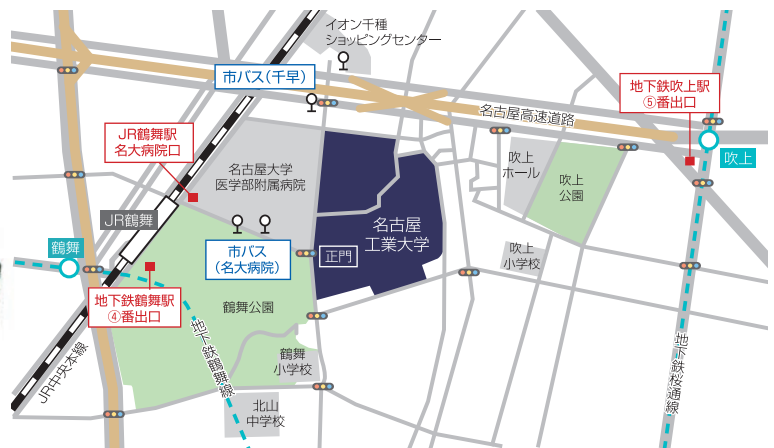 イオン千種
ショッピングセンター
市バス(千早)
地下鉄吹上駅
⑤番出口
名古屋高速道路
JR鶴舞駅
名大病院口
名古屋大学
医学部附属病院
吹上
ホール
吹上
公園
吹上
JR鶴舞
名古屋
工業大学
鶴舞
市バス
(名大病院)
正門
吹上
小学校
地下鉄鶴舞駅
④番出口
鶴舞公園
地下鉄鶴舞線
JR中央本線
鶴舞
小学校
地下鉄桜通線
北山
中学校